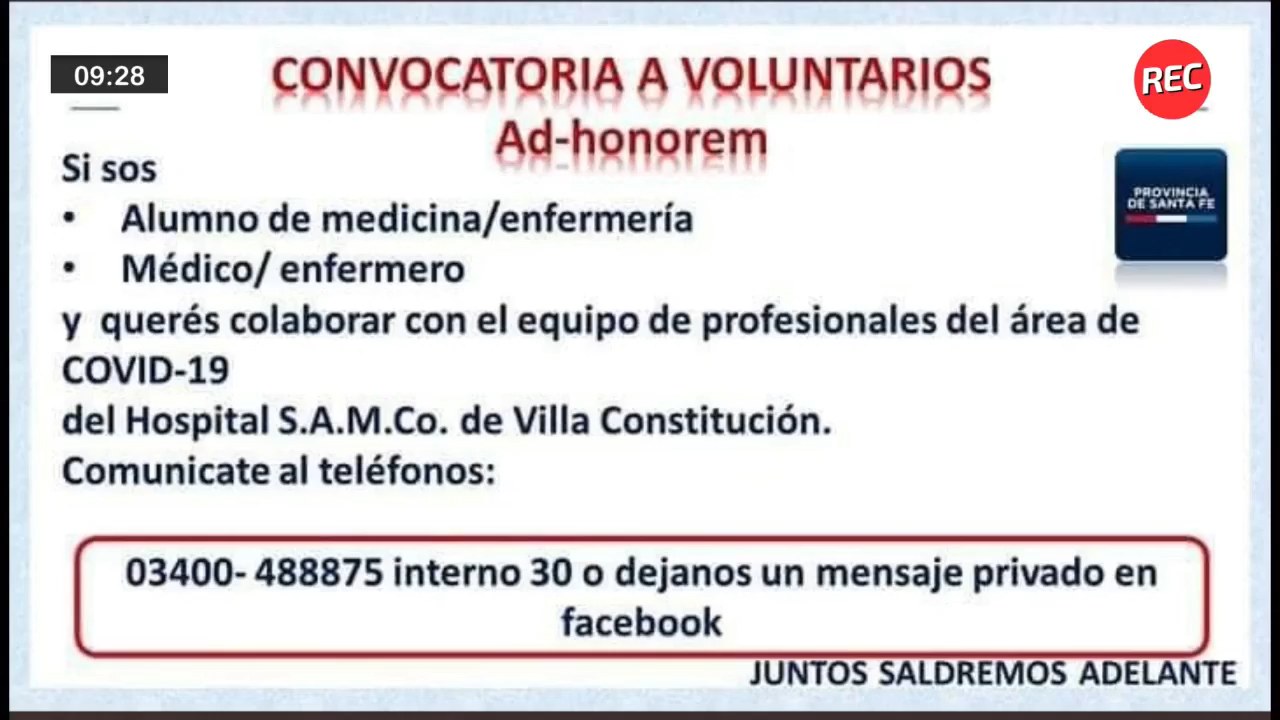 09:28
CONVOCATORIA A VOLUNTARIOS
REC
Ad-honorem
Si sos
• Alumno de medicina/enfermería
PROVINCIA
DE SANTA FE
• Médico/ enfermero
y querés colaborar con el equipo de profesionales del área de
COVID-19
del Hospital S.A.M.Co. de Villa Constitución.
Comunicate al teléfonos:
03400- 488875 interno 30 o dejanos un mensaje privado en
facebook
JUNTOS SALDREMOS ADELANTE